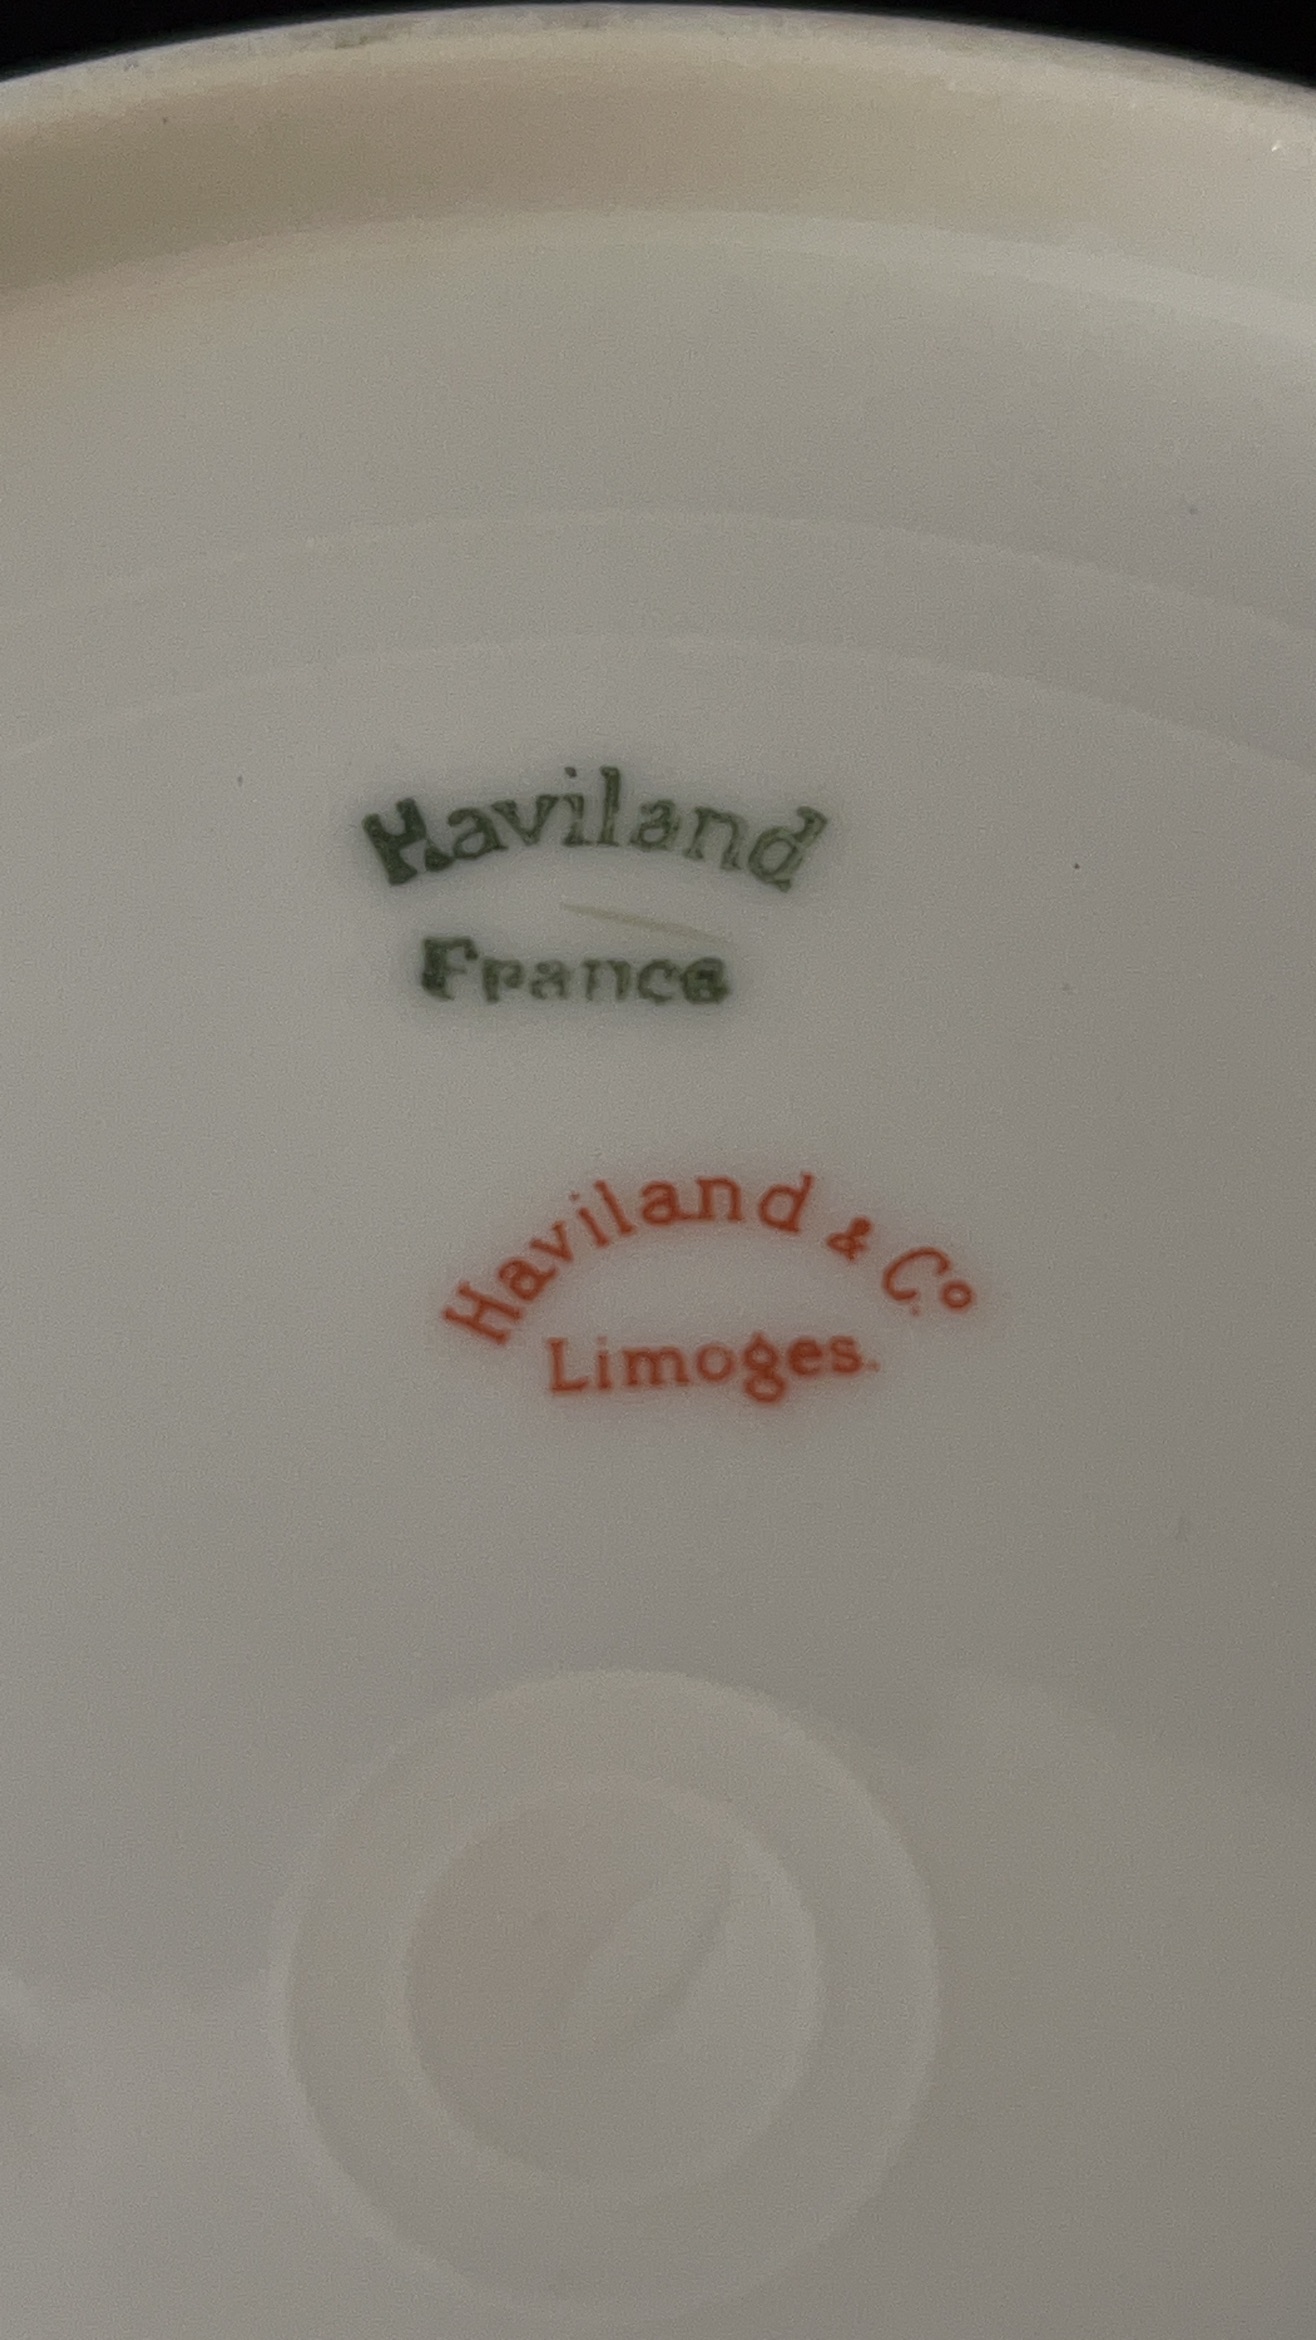 Haviland
France
Haviland & Co
Limoges.